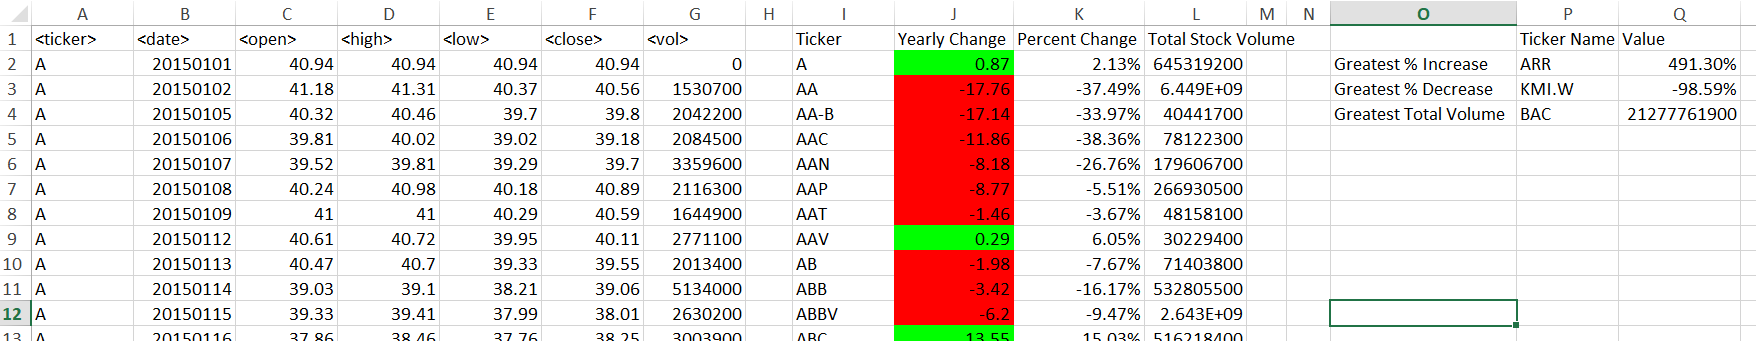 A B C D E F G H I J K L M N O P Q
1 <ticker> <date> <open> <high> <low> <close> <vol> Ticker Yearly Change Percent Change Total Stock Volume Ticker Name Value
2 A 20150101 40.94 40.94 40.94 40.94 0 A 0.87 2.13% 645319200 Greatest % Increase ARR 491.30%
3 A 20150102 41.18 41.31 40.37 40.56 1530700 AA -17.76 -37.49% 6.449E+09 Greatest % Decrease KMI.W -98.59%
4 A 20150105 40.32 40.46 39.7 39.8 2042200 AA-B -17.14 -33.97% 40441700 Greatest Total Volume BAC 21277761900
5 A 20150106 39.81 40.02 39.02 39.18 2084500 AAC -11.86 -38.36% 78122300
6 A 20150107 39.52 39.81 39.29 39.7 3359600 AAN -8.18 -26.76% 179606700
7 A 20150108 40.24 40.98 40.18 40.89 2116300 AAP -8.77 -5.51% 266930500
8 A 20150109 41 41 40.29 40.59 1644900 AAT -1.46 -3.67% 48158100
9 A 20150112 40.61 40.72 39.95 40.11 2771100 AAV 0.29 6.05% 30229400
10 A 20150113 40.47 40.7 39.33 39.55 2013400 AB -1.98 -7.67% 71403800
11 A 20150114 39.03 39.1 38.21 39.06 5134000 ABB -3.42 -16.17% 532805500
12 A 20150115 39.33 39.41 37.99 38.01 2630200 ABBV -6.2 -9.47% 2.643E+09
13 A 20150116 37.86 38.46 37.76 38.25 3003900 ABC 13.55 15.03% 516218400